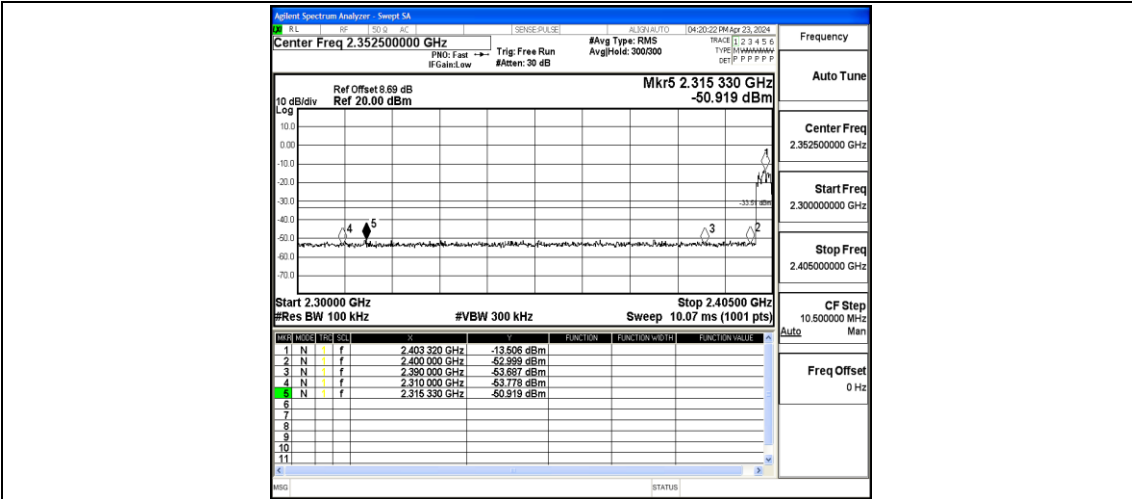 Agilent Spectrum Analyzer - Swept SA
RL RF 50 Ω AC SENSE:PULSE ALIGN AUTO 04:20:22 PM Apr 23, 2024
Center Freq 2.352500000 GHz
PNO: Fast
IFGain:Low
Trig: Free Run
#Atten: 30 dB
#Avg Type: RMS
Avg|Hold: 300/300
TRACE 1 2 3 4 5 6
TYPE M
DET P P P P P P
Frequency
Auto Tune
Center Freq
2.352500000 GHz
Start Freq
2.300000000 GHz
Stop Freq
2.405000000 GHz
CF Step
10.500000 MHz
Auto Man
Freq Offset
0 Hz
Mkr5 2.315 330 GHz
-50.919 dBm
Ref Offset 8.69 dB
10 dB/div Ref 20.00 dBm
Log
10.0
0.00
-10.0
-20.0
-30.0
-40.0
-50.0
-60.0
-70.0
1
2
3
4
5
Start 2.30000 GHz Stop 2.40500 GHz
#Res BW 100 kHz #VBW 300 kHz Sweep 10.07 ms (1001 pts)
MKR MODE TRC SCL X Y FUNCTION FUNCTION WIDTH FUNCTION VALUE
1 N 1 f 2.403 320 GHz -13.506 dBm
2 N 1 f 2.400 000 GHz -52.999 dBm
3 N 1 f 2.390 000 GHz -53.687 dBm
4 N 1 f 2.310 000 GHz -53.778 dBm
5 N 1 f 2.315 330 GHz -50.919 dBm
6
7
8
9
10
11
MSG STATUS